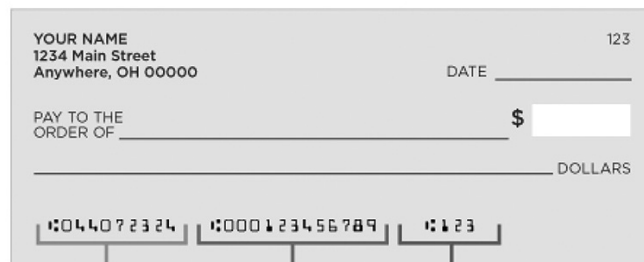 YOUR NAME 123
1234 Main Street
Anywhere, OH 00000
DATE
PAY TO THE
ORDER OF $
DOLLARS
⑆044072324 ⑆000123456789 ⑆123